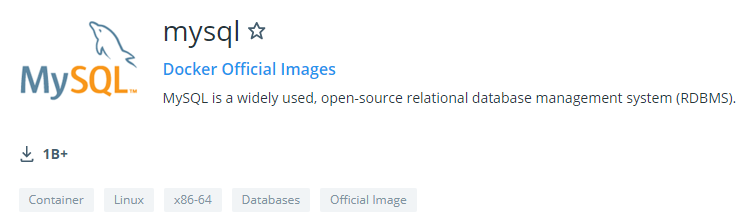 mysql
MySQL™
Docker Official Images
MySQL is a widely used, open-source relational database management system (RDBMS).
1B+
Container Linux x86-64 Databases Official Image